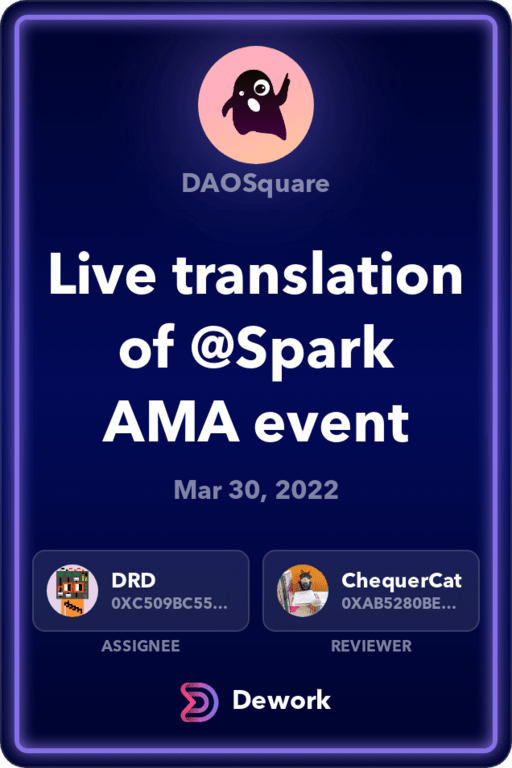 DAOSquare
Live translation
of @Spark
AMA event
Mar 30, 2022
DRD
0XC509BC55...
ASSIGNEE
ChequerCat
0XAB5280BE...
REVIEWER
Dework